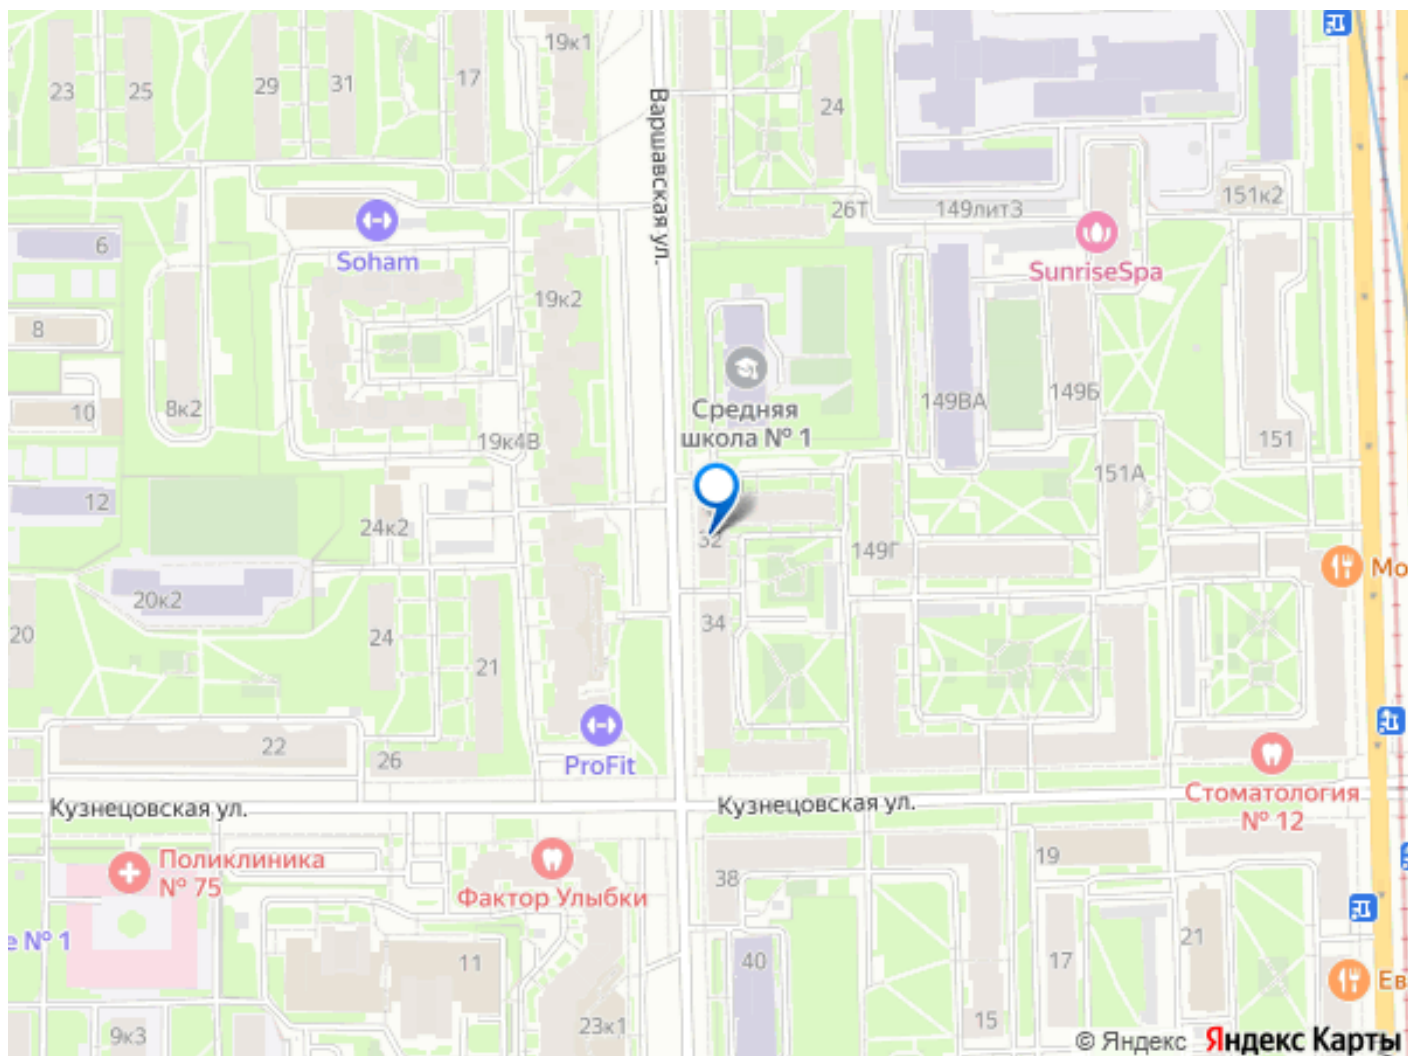 19к1
23
25
29
31
17
24
Варшавская ул.
151к2
26Т
149лит3
6
Soham
SunriseSpa
19к2
8
10
8к2
149ВА
149Б
Средняя
школа № 1
19к4В
151
151А
12
24к2
32
149Г
Мо
20к2
20
24
34
21
22
26
ProFit
Кузнецовская ул.
Кузнецовская ул.
Стоматология
№ 12
Поликлиника
№ 75
Фактор Улыбки
38
19
е № 1
11
40
17
21
Ев
9к3
23к1
15
© Яндекс Яндекс Карты